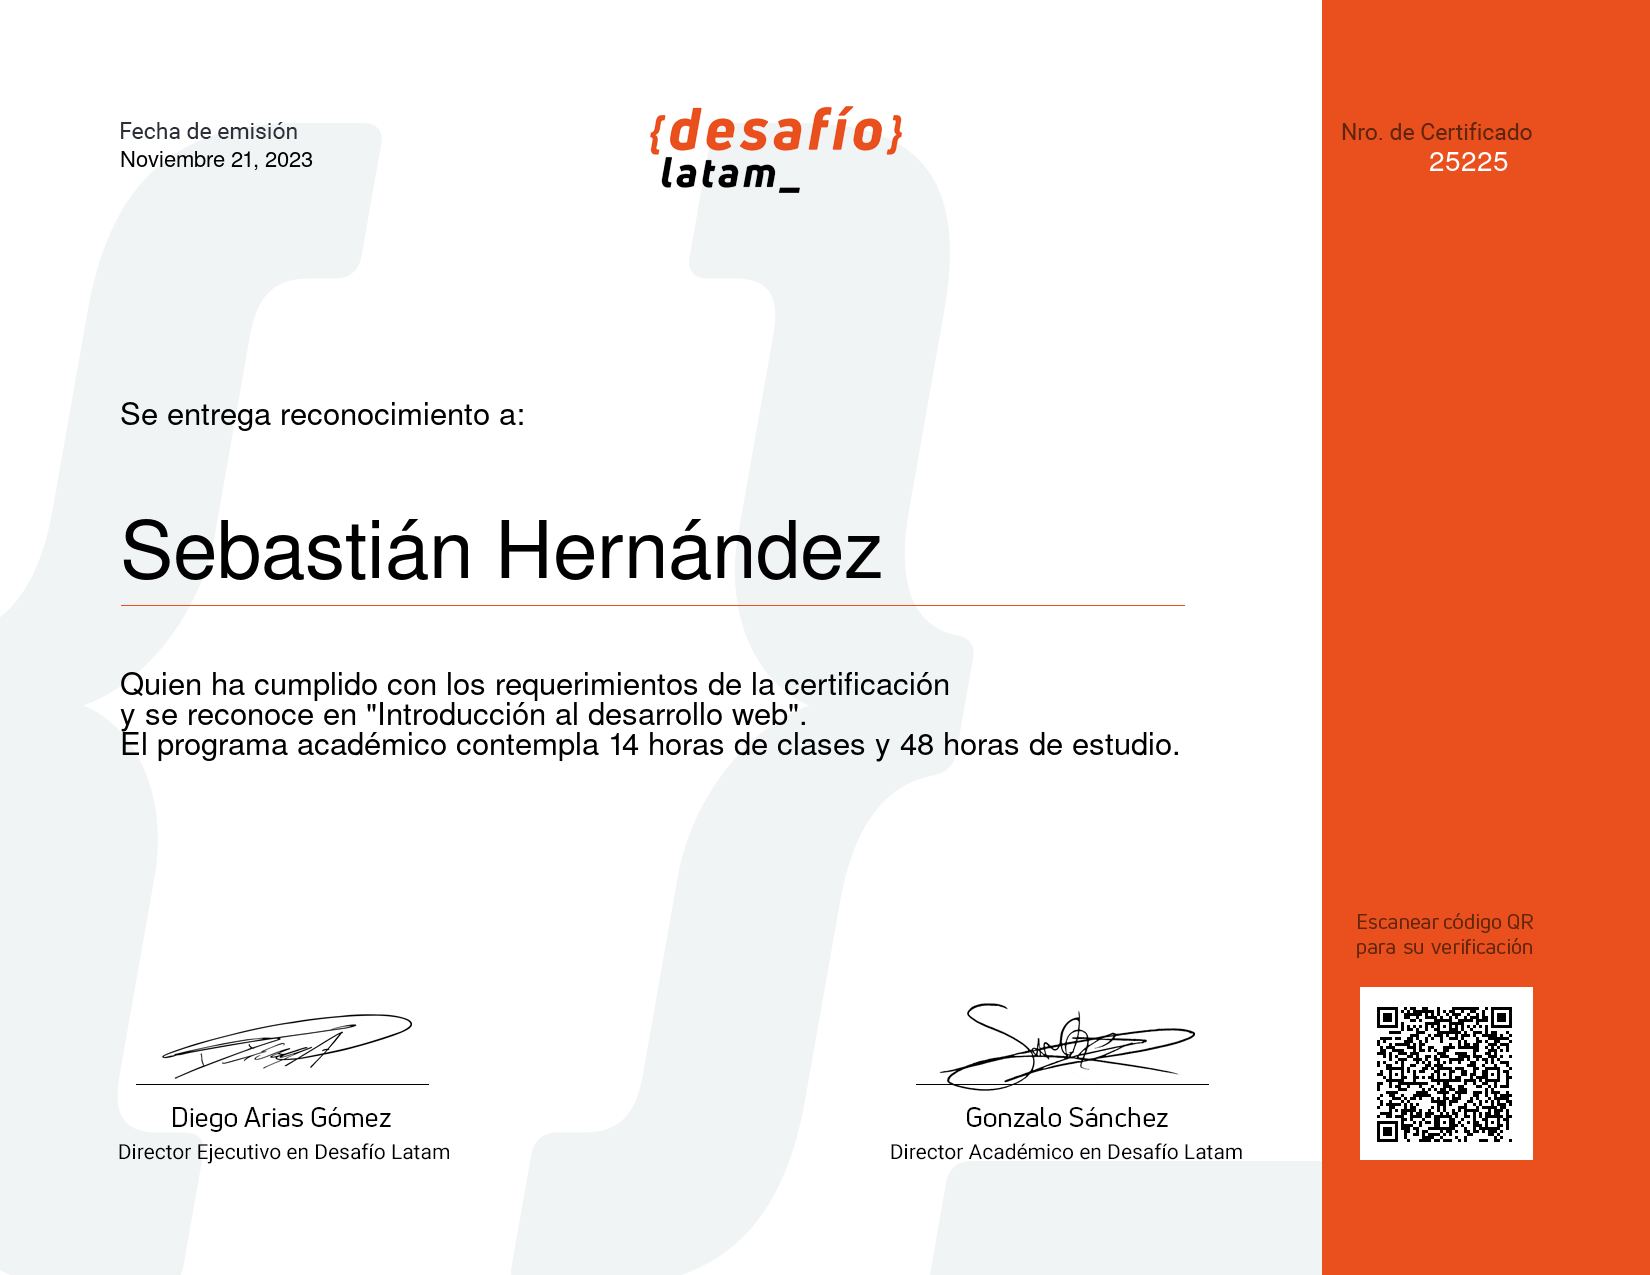 Fecha de emisión
Noviembre 21, 2023
{desafío}
latam_
Nro. de Certificado
25225
Se entrega reconocimiento a:
Sebastián Hernández
Quien ha cumplido con los requerimientos de la certificación
y se reconoce en "Introducción al desarrollo web".
El programa académico contempla 14 horas de clases y 48 horas de estudio.
Escanear código QR
para su verificación
Diego Arias Gómez
Director Ejecutivo en Desafío Latam
Gonzalo Sánchez
Director Académico en Desafío Latam